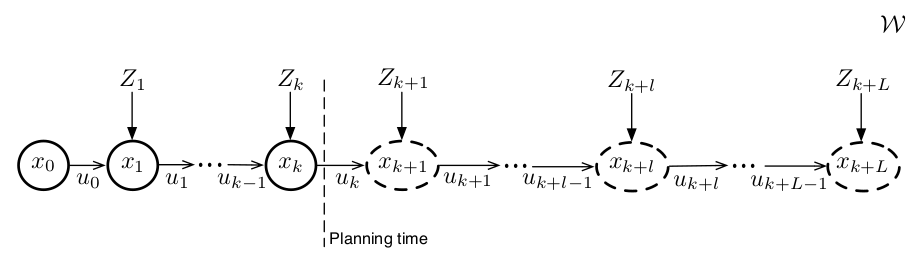 𝒲
Z₁ Zₖ Zₖ₊₁ Zₖ₊ₗ Zₖ₊L
x₀ x₁ ··· xₖ xₖ₊₁ ··· xₖ₊ₗ ··· xₖ₊L
u₀ u₁ uₖ₋₁ uₖ uₖ₊₁ uₖ₊ₗ₋₁ uₖ₊ₗ uₖ₊L₋₁
Planning time